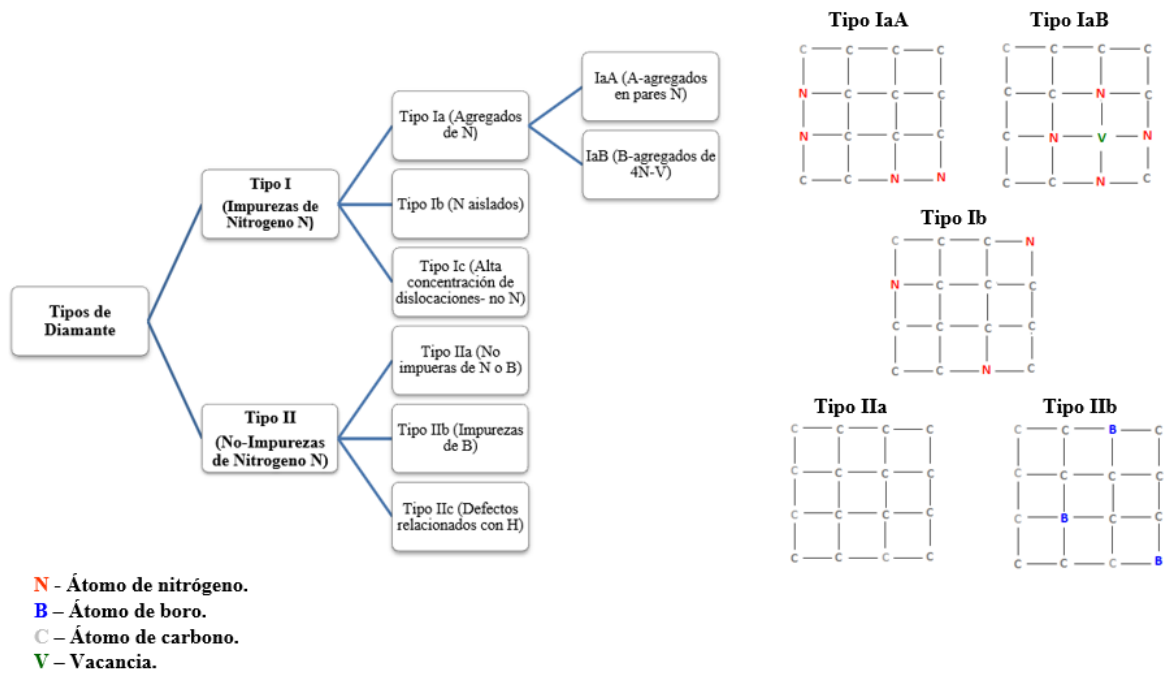 Tipos de
Diamante
Tipo I
(Impurezas de
Nitrogeno N)
Tipo Ia (Agregados
de N)
IaA (A-agregados
en pares N)
IaB (B-agregados de
4N-V)
Tipo Ib (N aislados)
Tipo Ic (Alta
concentración de
dislocaciones- no N)
Tipo II
(No-Impurezas
de Nitrogeno N)
Tipo IIa (No
impueras de N o B)
Tipo IIb (Impurezas
de B)
Tipo IIc (Defectos
relacionados con H)
N - Átomo de nitrógeno.
B – Átomo de boro.
C – Átomo de carbono.
V – Vacancia.
Tipo IaA
C C C C
N C C C
N C C C
C C N N
Tipo IaB
C C C C
C C N C
C N V N
C C N C
Tipo Ib
C C C N
N C C C
C C C C
C C N C
Tipo IIa
C C C C
C C C C
C C C C
C C C C
Tipo IIb
C C B C
C C C C
C B C C
C C C B